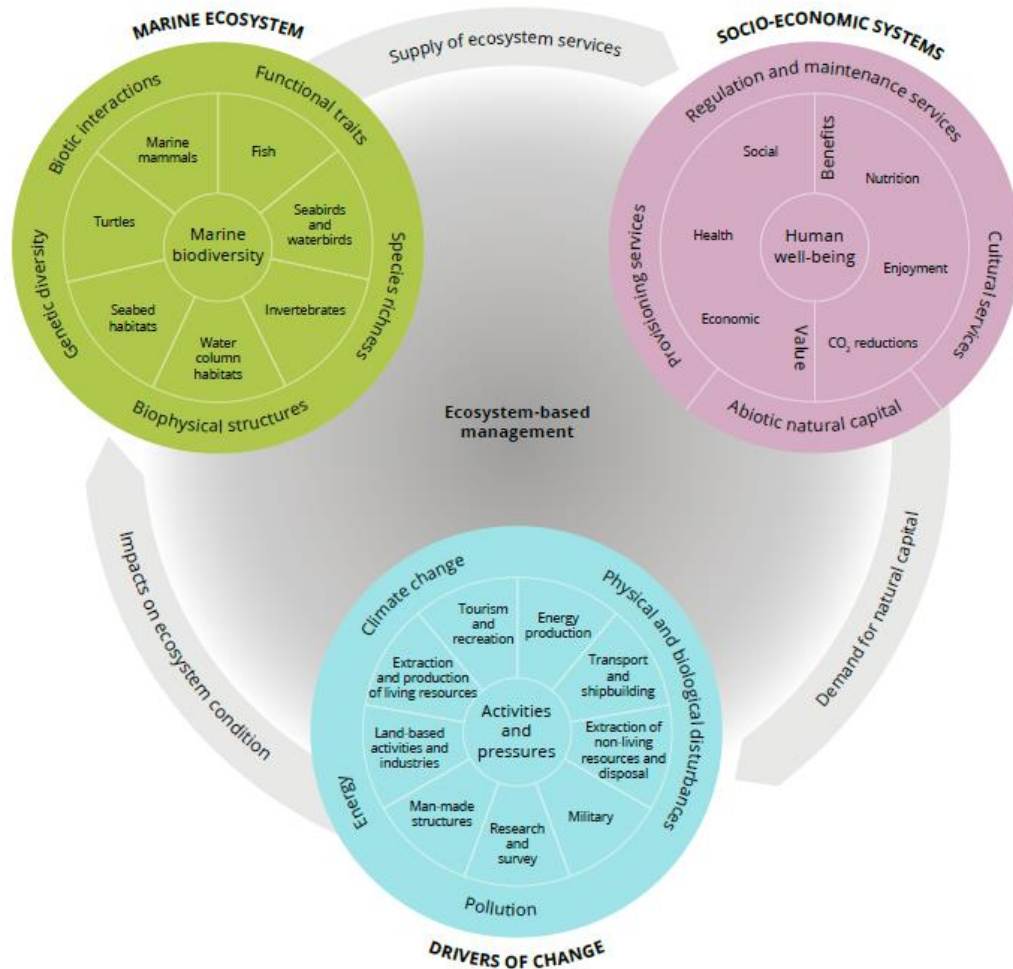 MARINE ECOSYSTEM
Supply of ecosystem services
SOCIO-ECONOMIC SYSTEMS
Biotic interactions
Functional traits
Species richness
Biophysical structures
Genetic diversity
Marine
mammals
Fish
Seabirds
and
waterbirds
Invertebrates
Water
column
habitats
Seabed
habitats
Turtles
Marine
biodiversity
Regulation and maintenance services
Cultural services
Abiotic natural capital
Provisioning services
Social
Benefits
Nutrition
Health
Human
well-being
Enjoyment
Economic
Value
CO₂ reductions
Ecosystem-based
management
Impacts on ecosystem condition
Demand for natural capital
Climate change
Physical and biological disturbances
Energy
Pollution
Tourism
and
recreation
Energy
production
Transport
and
shipbuilding
Extraction of
non-living
resources and
disposal
Military
Research
and
survey
Man-made
structures
Land-based
activities and
industries
Extraction
and production
of living resources
Activities
and
pressures
DRIVERS OF CHANGE